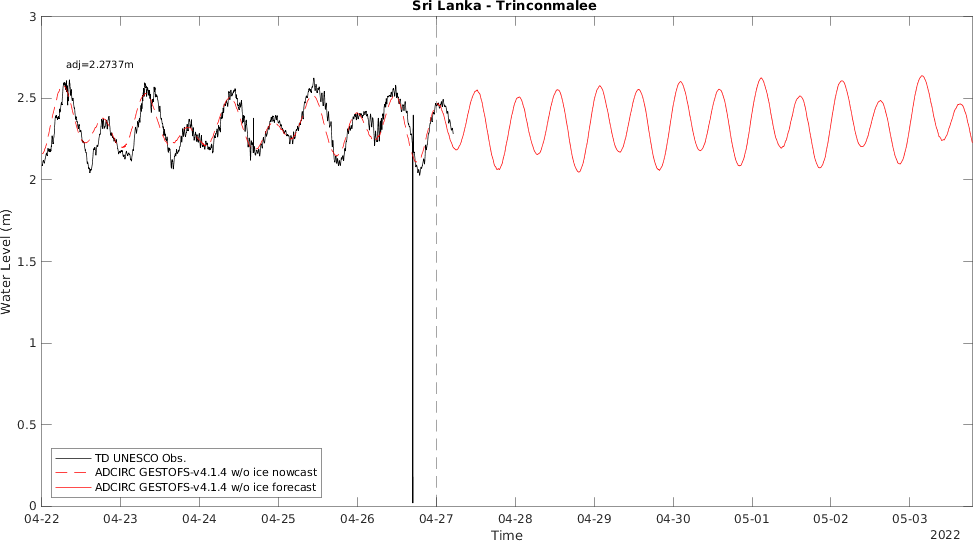 Sri Lanka - Trinconmalee
adj=2.2737m
3
2.5
2
1.5
1
0.5
0
Water Level (m)
TD UNESCO Obs.
ADCIRC GESTOFS-v4.1.4 w/o ice nowcast
ADCIRC GESTOFS-v4.1.4 w/o ice forecast
04-22 04-23 04-24 04-25 04-26 04-27 04-28 04-29 04-30 05-01 05-02 05-03
Time
2022